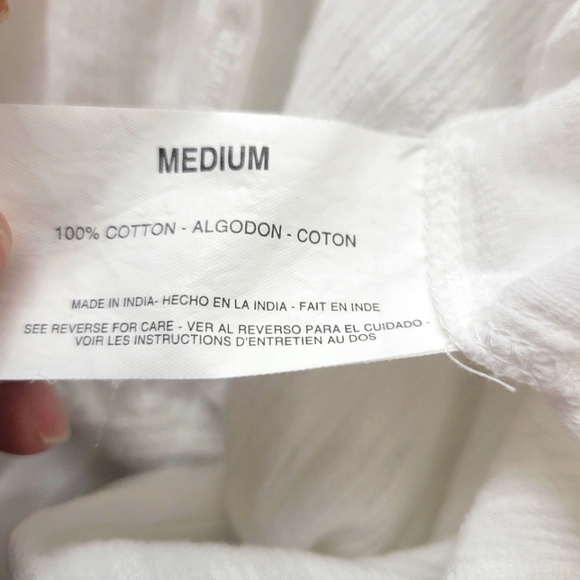 MEDIUM
100% COTTON - ALGODON - COTON
MADE IN INDIA- HECHO EN LA INDIA - FAIT EN INDE
SEE REVERSE FOR CARE - VER AL REVERSO PARA EL CUIDADO -
VOIR LES INSTRUCTIONS D'ENTRETIEN AU DOS